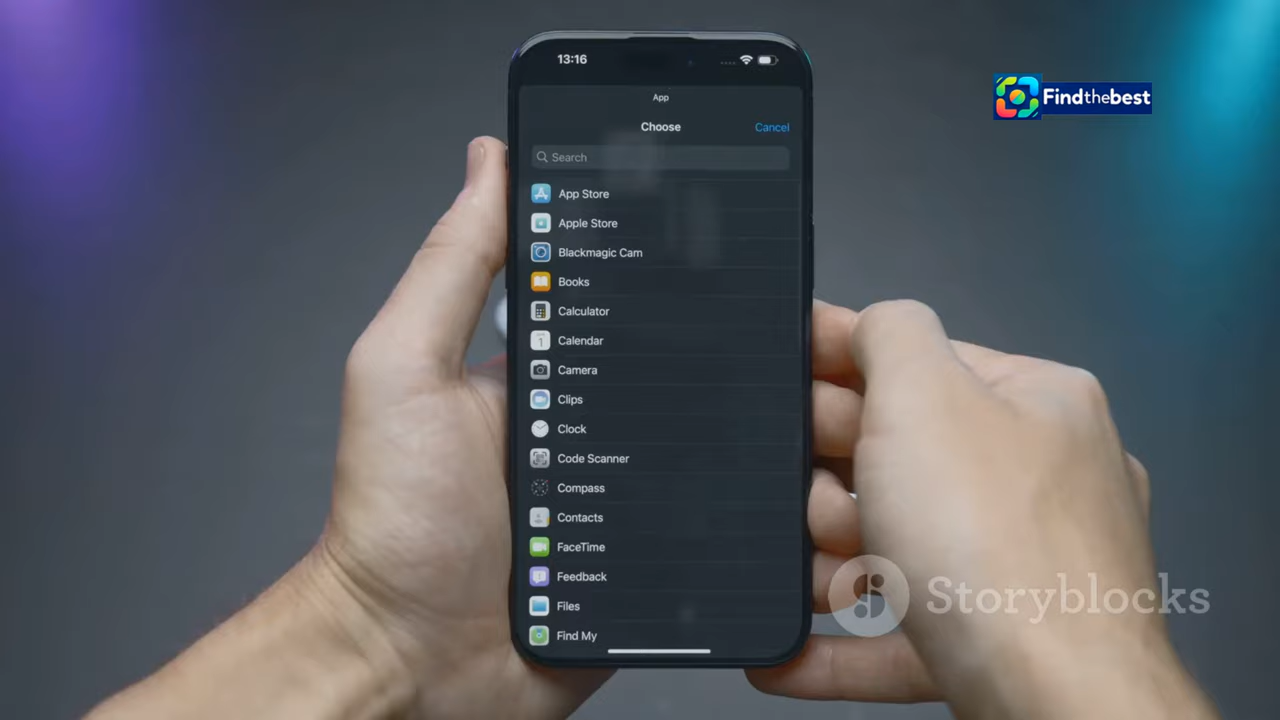 13:16
App
Choose
Cancel
Search
App Store
Apple Store
Blackmagic Cam
Books
Calculator
Calendar
1
Camera
Clips
Clock
Code Scanner
Compass
Contacts
FaceTime
Feedback
Files
Find My
Findthebest
Storyblocks